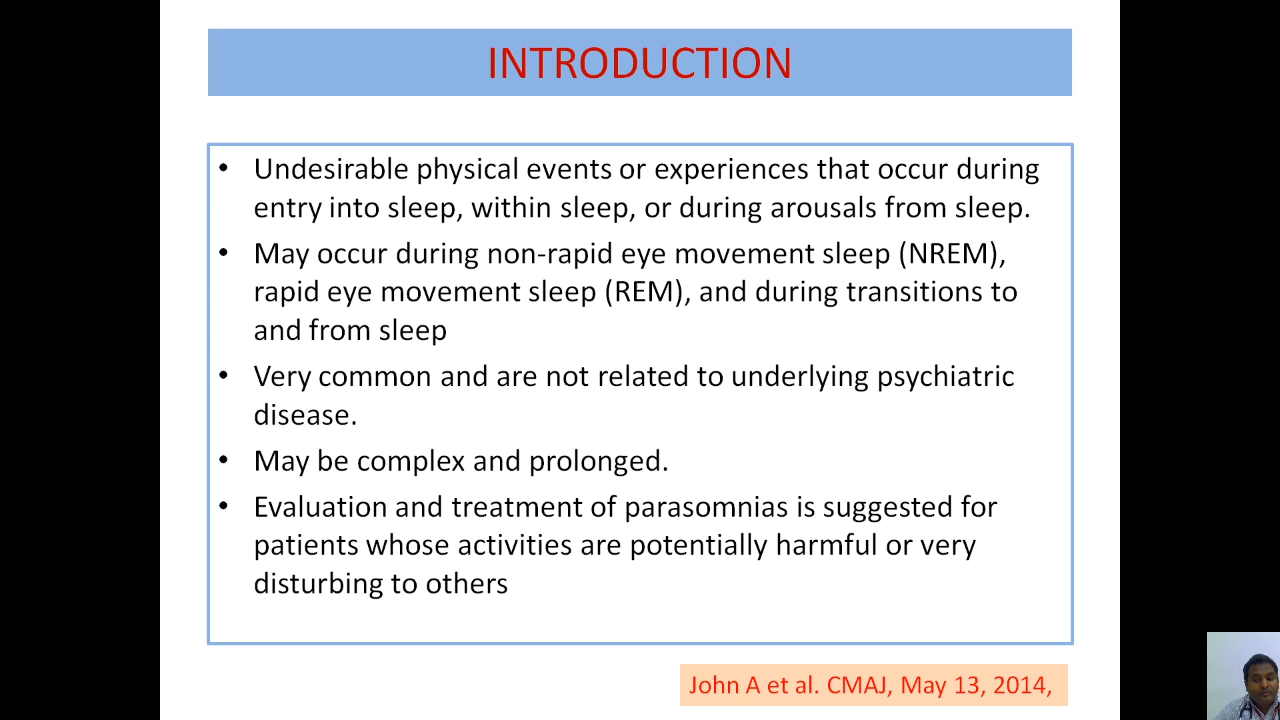 INTRODUCTION
• Undesirable physical events or experiences that occur during
entry into sleep, within sleep, or during arousals from sleep.
• May occur during non-rapid eye movement sleep (NREM),
rapid eye movement sleep (REM), and during transitions to
and from sleep
• Very common and are not related to underlying psychiatric
disease.
• May be complex and prolonged.
• Evaluation and treatment of parasomnias is suggested for
patients whose activities are potentially harmful or very
disturbing to others
John A et al. CMAJ, May 13, 2014,